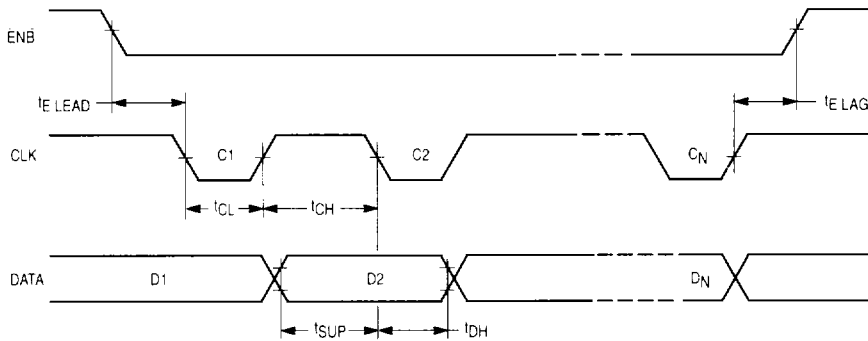 ENB
tE LEAD
tE LAG
CLK
C1
C2
CN
tCL
tCH
DATA
D1
D2
DN
tSUP
tDH